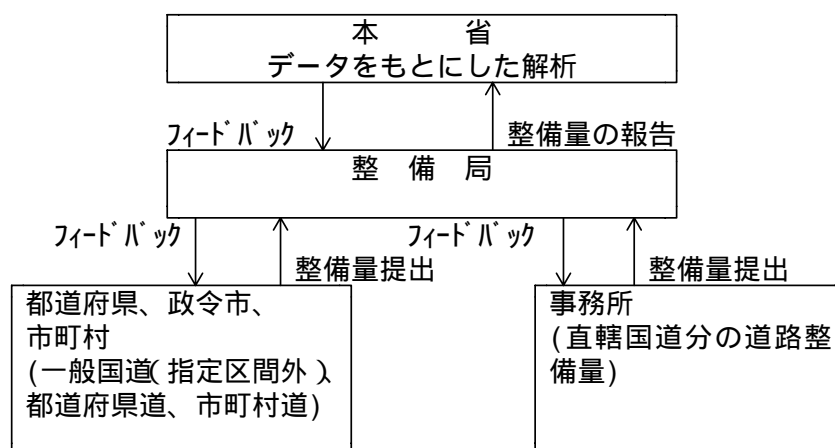 本　　　省
データをもとにした解析
ﾌｨｰﾄﾞﾊﾞｯｸ
整備量の報告
整　備　局
ﾌｨｰﾄﾞﾊﾞｯｸ
整備量提出
ﾌｨｰﾄﾞﾊﾞｯｸ
整備量提出
都道府県、政令市、
市町村
(一般国道(指定区間外)、
都道府県道、市町村道)
事務所
(直轄国道分の道路整
備量)